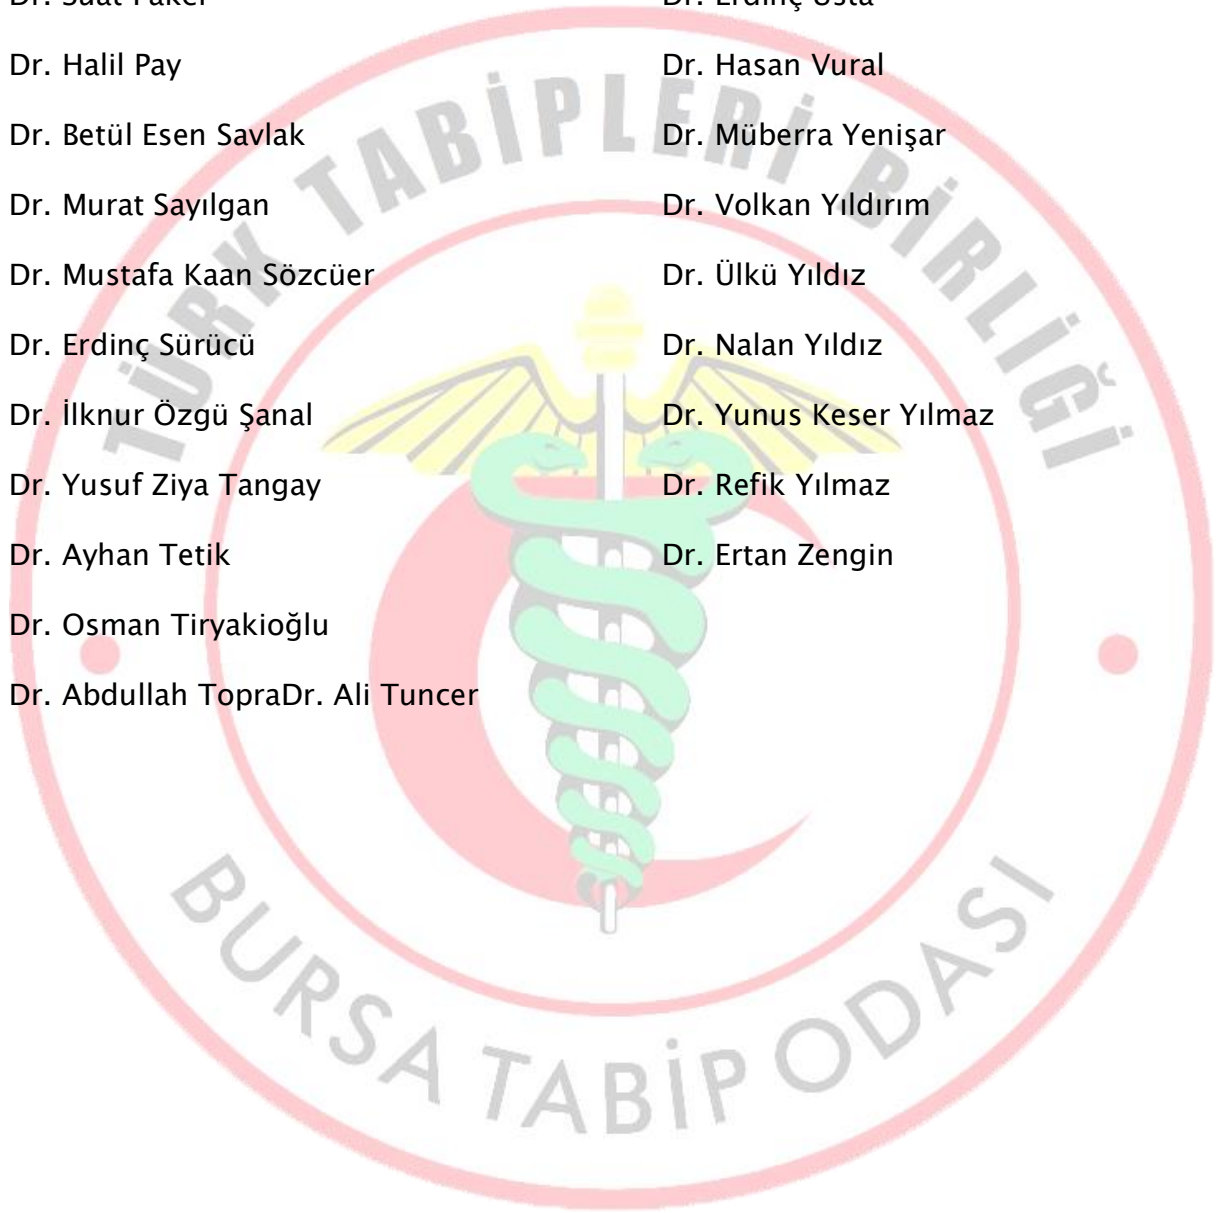 Dr. Halil Pay
Dr. Betül Esen Savlak
Dr. Murat Sayılgan
Dr. Mustafa Kaan Sözcüer
Dr. Erdinç Sürücü
Dr. İlknur Özgü Şanal
Dr. Yusuf Ziya Tangay
Dr. Ayhan Tetik
Dr. Osman Tiryakioğlu
Dr. Abdullah TopraDr. Ali Tuncer
Dr. Erdinç Usta
Dr. Hasan Vural
Dr. Müberra Yenişar
Dr. Volkan Yıldırım
Dr. Ülkü Yıldız
Dr. Nalan Yıldız
Dr. Yunus Keser Yılmaz
Dr. Refik Yılmaz
Dr. Ertan Zengin
TÜRK TABİPLERİ BİRLİĞİ
BURSA TABİP ODASI